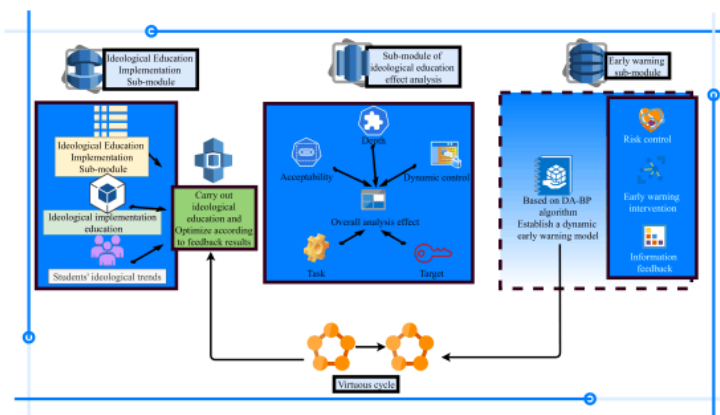 Ideological Education
Implementation
Sub-module
Sub-module of
ideological education
effect analysis
Early warning
sub-module
Ideological Education
Implementation
Sub-module
Ideological implementation
education
Students' ideological trends
Carry out
ideological
education and
Optimize according
to feedback results
Depth
Acceptability
Dynamic control
Overall analysis effect
Task
Target
Based on DA-BP
algorithm
Establish a dynamic
early warning model
Risk control
Early warning
intervention
Information
feedback
Virtuous cycle